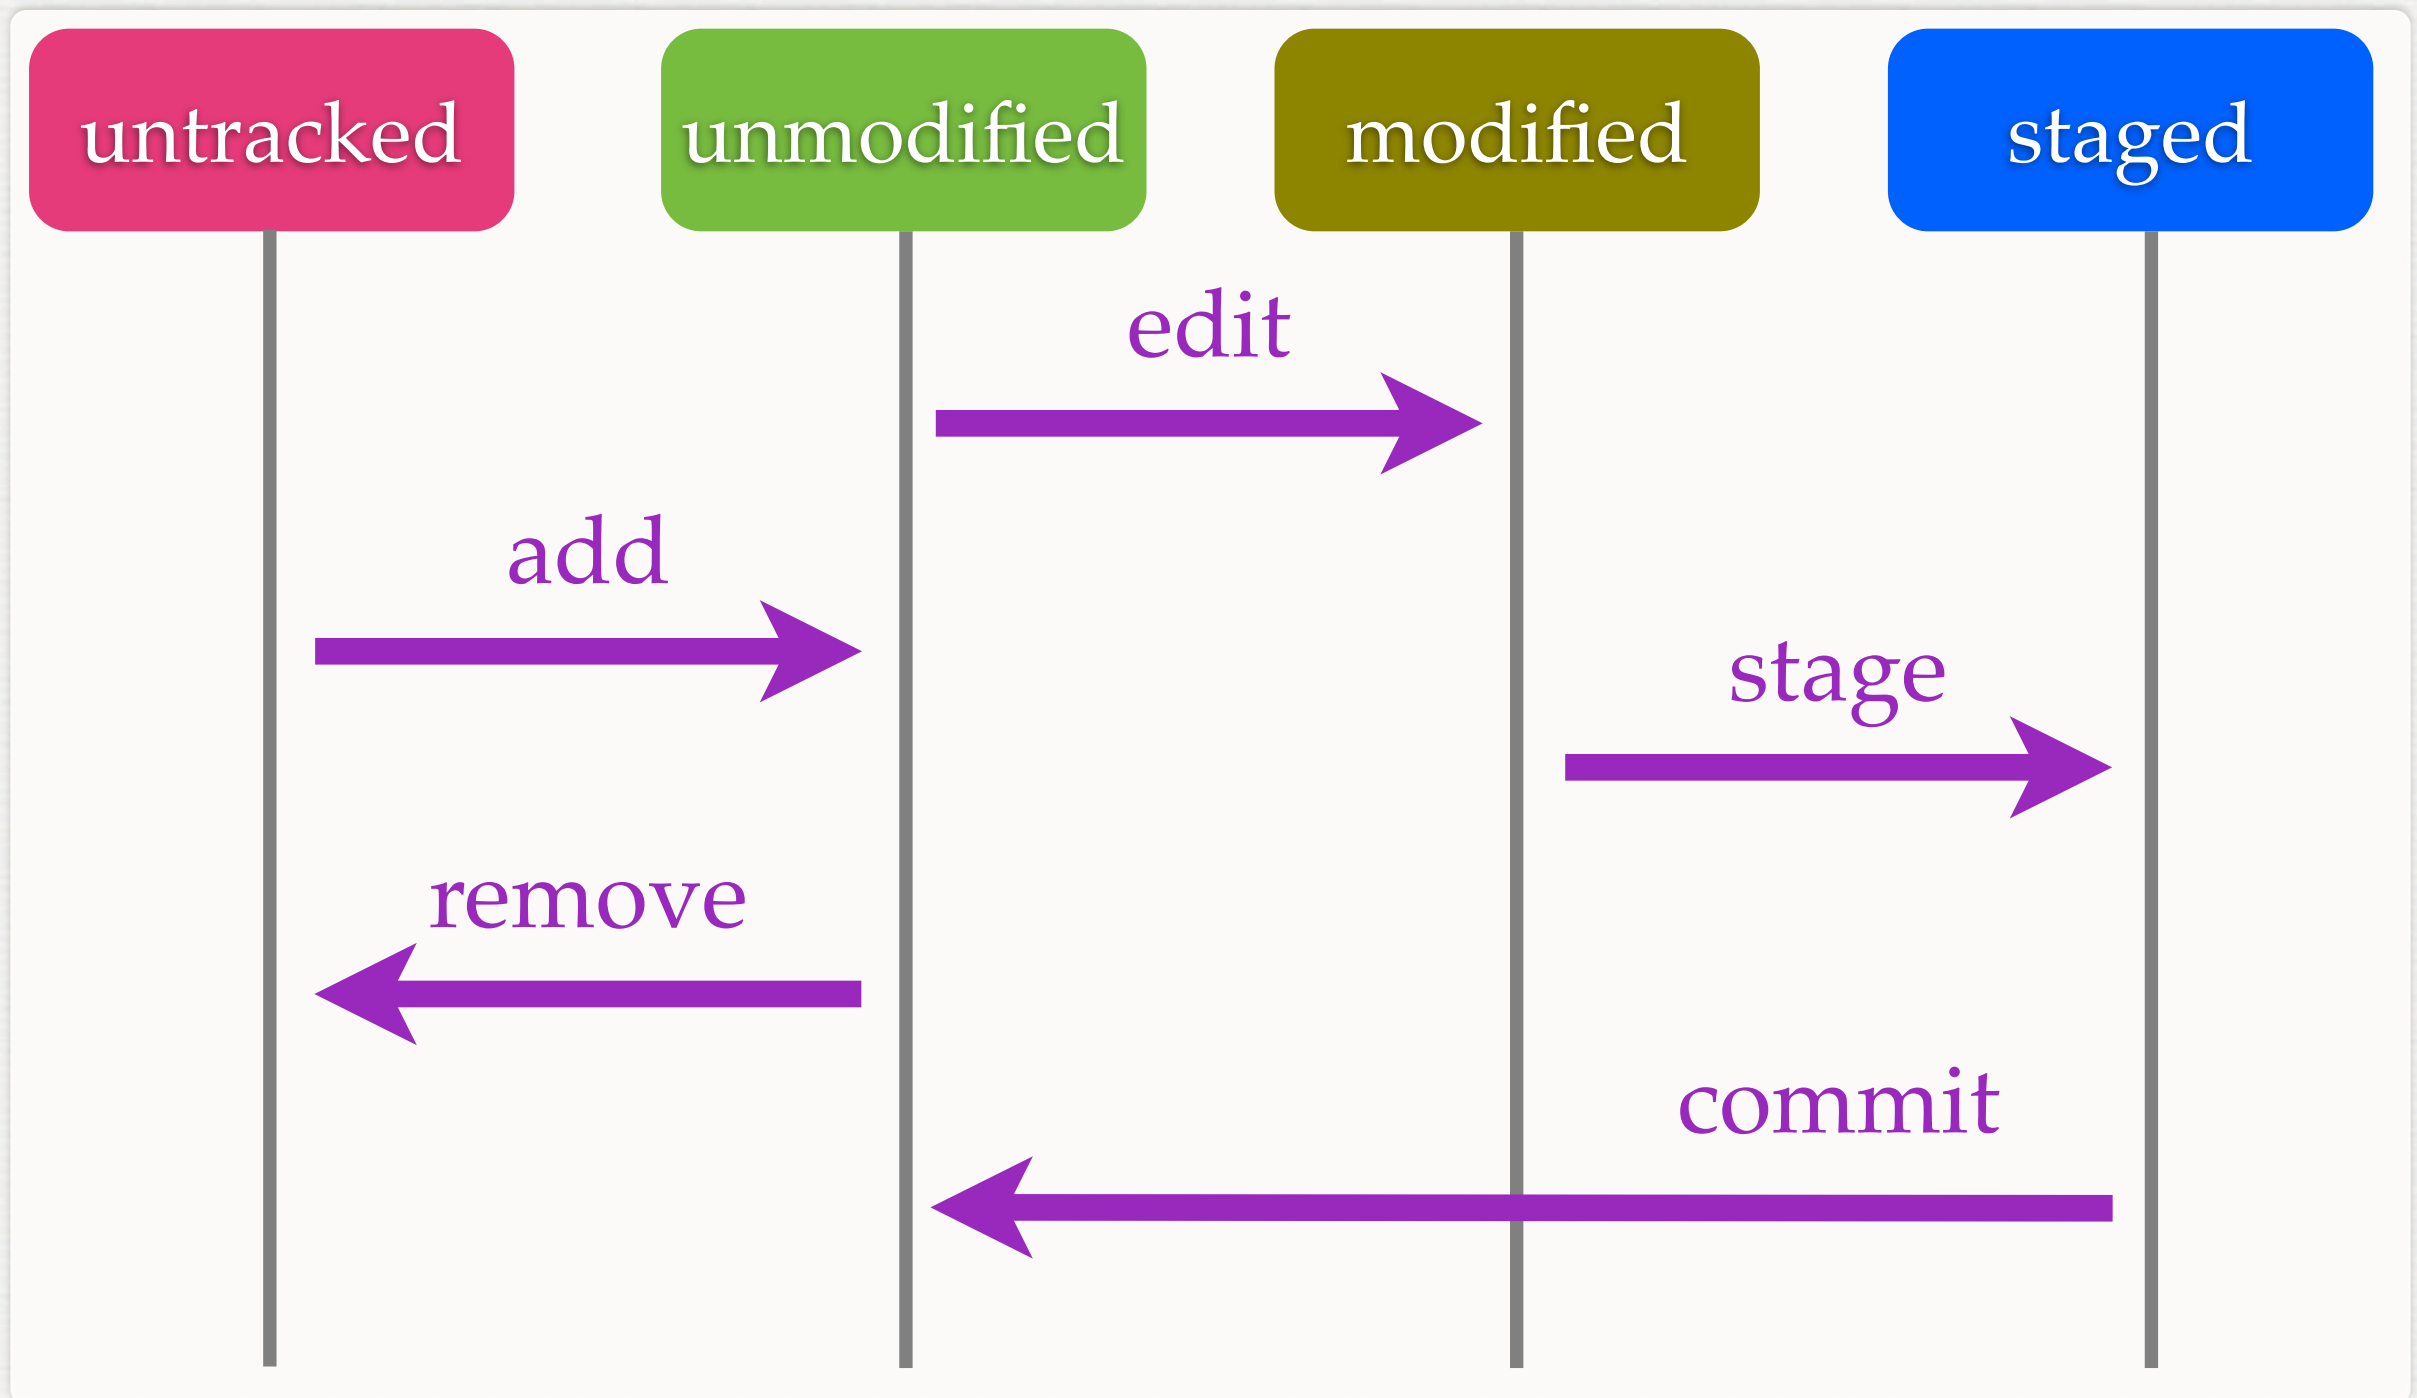 untracked
unmodified
modified
staged
edit
add
stage
remove
commit